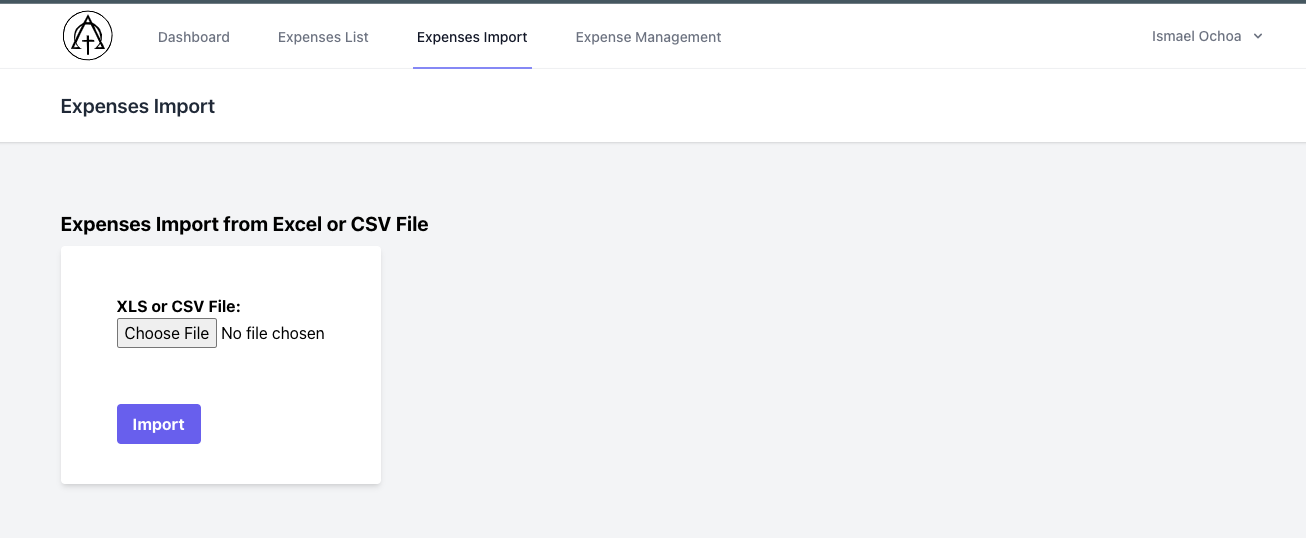 Dashboard Expenses List Expenses Import Expense Management Ismael Ochoa
Expenses Import
Expenses Import from Excel or CSV File
XLS or CSV File:
Choose File No file chosen
Import